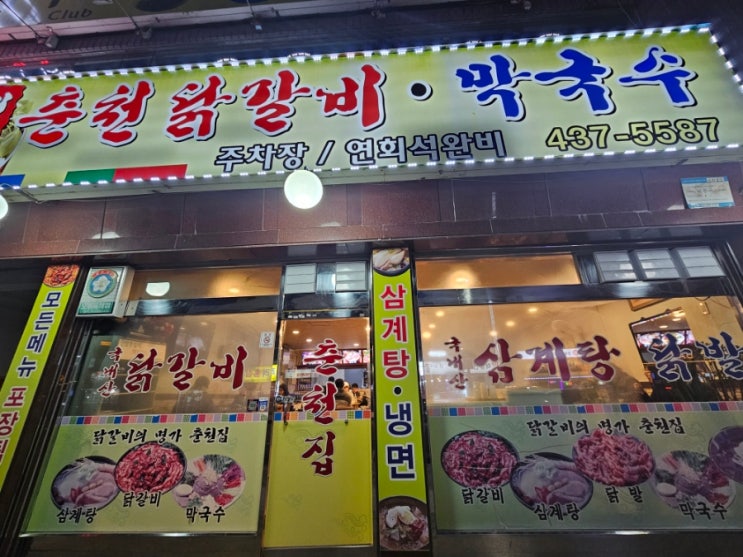 Club
춘천 닭갈비 · 막국수
주차장 / 연회석완비
437-5587
모든메뉴 포장
국내산 닭갈비
닭갈비의 명가 춘천집
삼계탕
닭갈비
막국수
춘천집
삼계탕·냉면
국내산 삼계탕 닭발
닭갈비의 명가 춘천집
닭갈비
삼계탕
닭 발
막국수